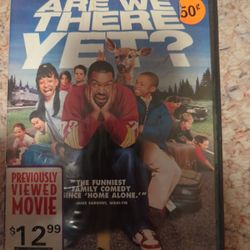 ARE WE
THERE
YET?
50¢
"THE FUNNIEST
FAMILY COMEDY
SINCE 'HOME ALONE.'"
PREVIOUSLY
VIEWED
MOVIE
$12.99